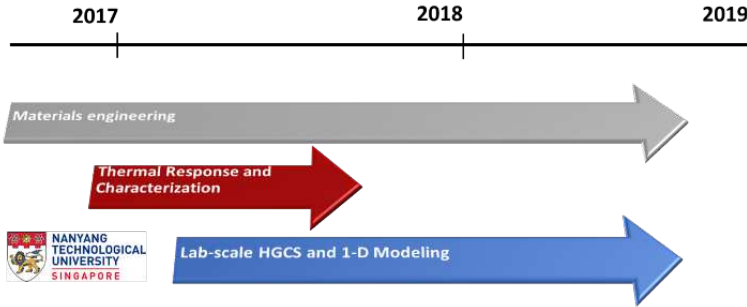 2017
2018
2019
Materials engineering
Thermal Response and
Characterization
NANYANG
TECHNOLOGICAL
UNIVERSITY
SINGAPORE
Lab-scale HGCS and 1-D Modeling